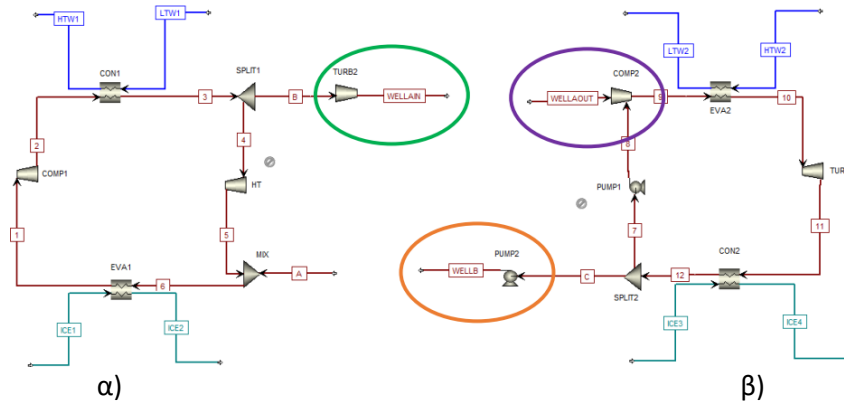 HTW1
LTW1
CON1
SPLIT1
TURB2
3
B
WELLAIN
2
4
COMP1
HT
1
5
MIX
EVA1
A
6
ICE1
ICE2
α)
LTW2
HTW2
COMP2
WELLAOUT
EVA2
10
8
TUR
PUMP1
7
11
PUMP2
CON2
WELLB
C
12
SPLIT2
ICE3
ICE4
β)